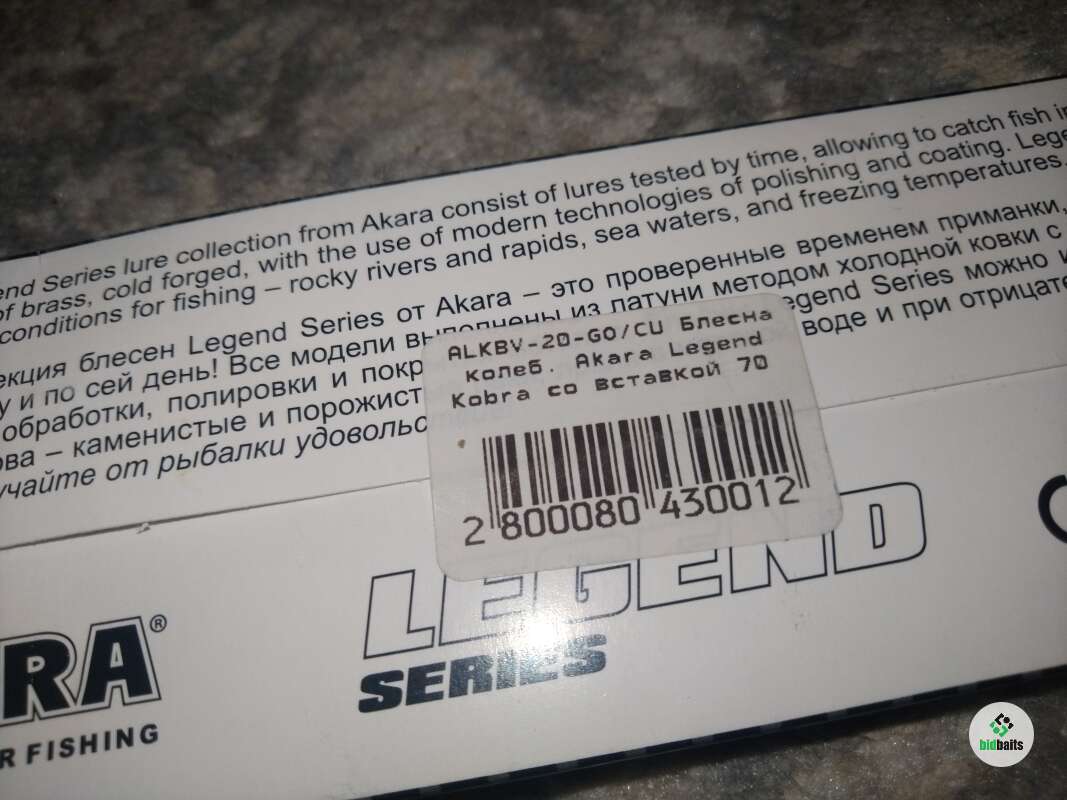 end Series lure collection from Akara consist of lures tested by time, allowing to catch fish i
of brass, cold forged, with the use of modern technologies of polishing and coating. Lege
conditions for fishing – rocky rivers and rapids, sea waters, and freezing temperatures.
екция блесен Legend Series от Akara – это проверенные временем приманки,
у и по сей день! Все модели выполнены из латуни методом холодной ковки с
обработки, полировки и покр egend Series можно и
ова – каменистые и порожист воде и при отрицате
учайте от рыбалки удовольс
ALKBV-20-GO/CU Блесна
колеб. Akara Legend
Kobra со вставкой 70
2 800080 430012
LEGEND
SERIES
RA®
R FISHING
bidbaits